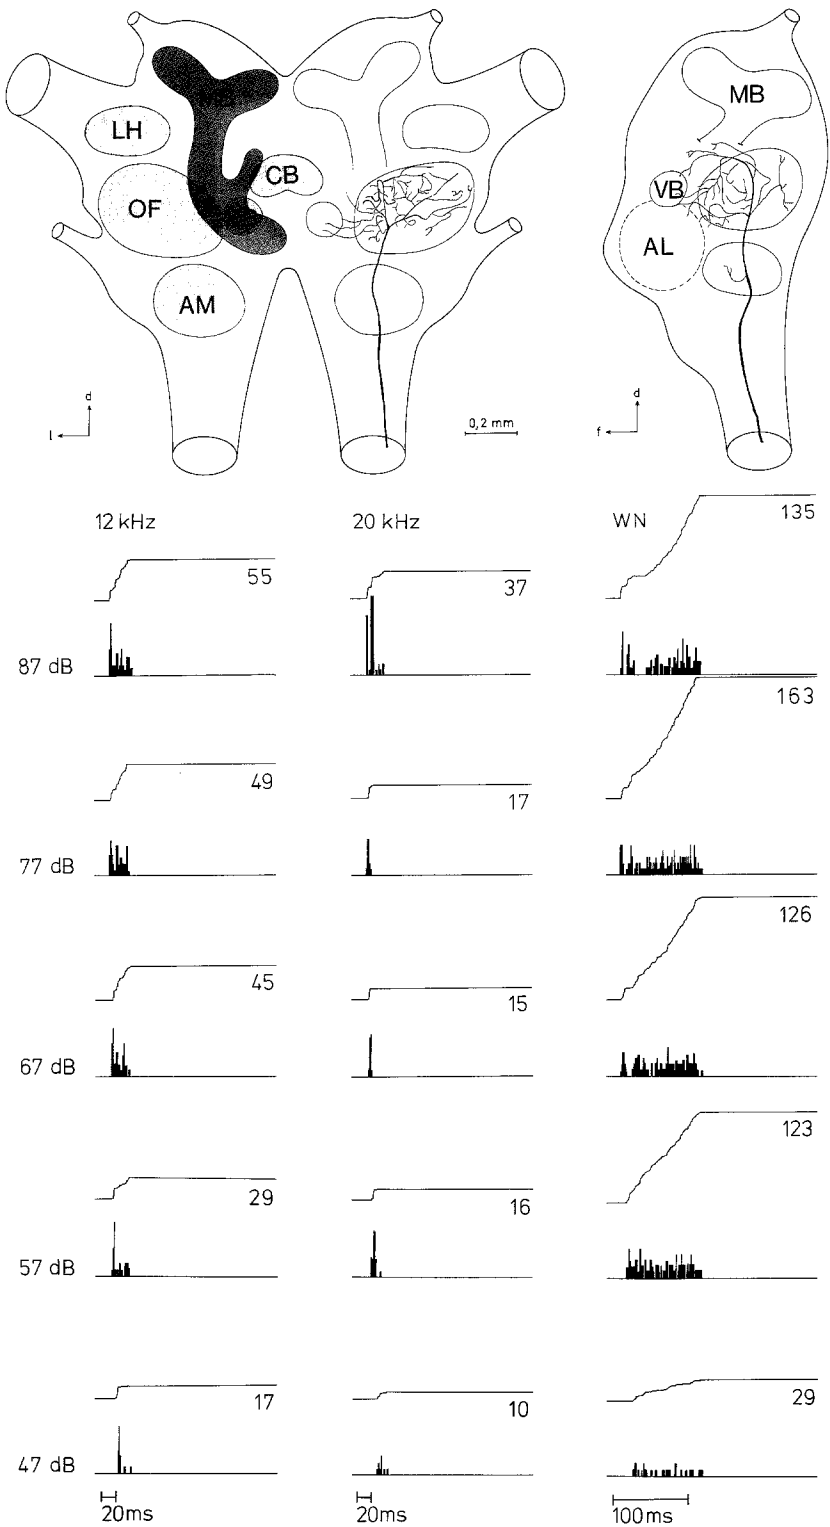 MB
LH
CB
OF
AM
d
l
0,2 mm
MB
VB
AL
d
f
12 kHz
20 kHz
WN
55
37
135
87 dB
49
17
163
77 dB
45
15
126
67 dB
29
16
123
57 dB
17
10
29
47 dB
20ms
20ms
100ms